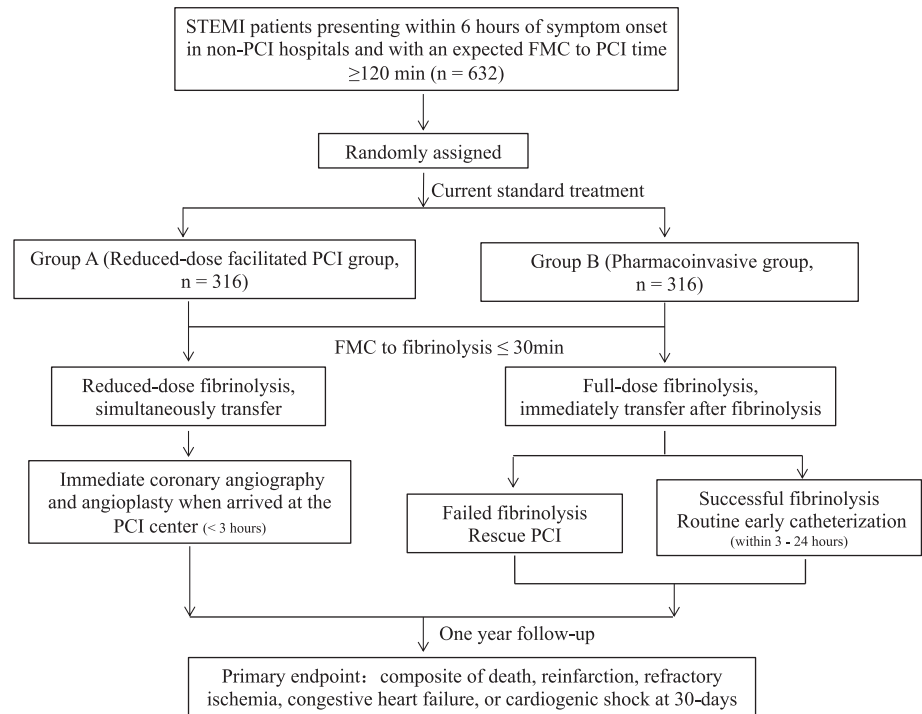 STEMI patients presenting within 6 hours of symptom onset
in non-PCI hospitals and with an expected FMC to PCI time
≥120 min (n = 632)
Randomly assigned
Current standard treatment
Group A (Reduced-dose facilitated PCI group,
n = 316)
Group B (Pharmacoinvasive group,
n = 316)
FMC to fibrinolysis ≤ 30min
Reduced-dose fibrinolysis,
simultaneously transfer
Full-dose fibrinolysis,
immediately transfer after fibrinolysis
Immediate coronary angiography
and angioplasty when arrived at the
PCI center (< 3 hours)
Failed fibrinolysis
Rescue PCI
Successful fibrinolysis
Routine early catheterization
(within 3 - 24 hours)
One year follow-up
Primary endpoint: composite of death, reinfarction, refractory
ischemia, congestive heart failure, or cardiogenic shock at 30-days